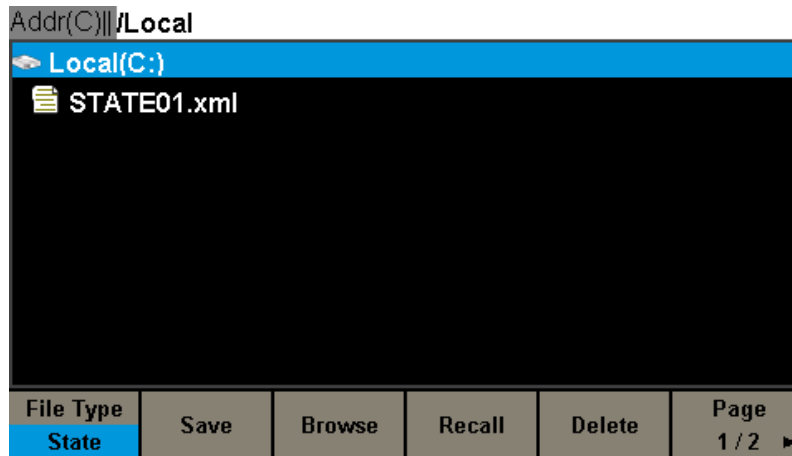 Addr(C)|| /Local
Local(C:)
STATE01.xml
File Type
State
Save
Browse
Recall
Delete
Page
1 / 2 ►